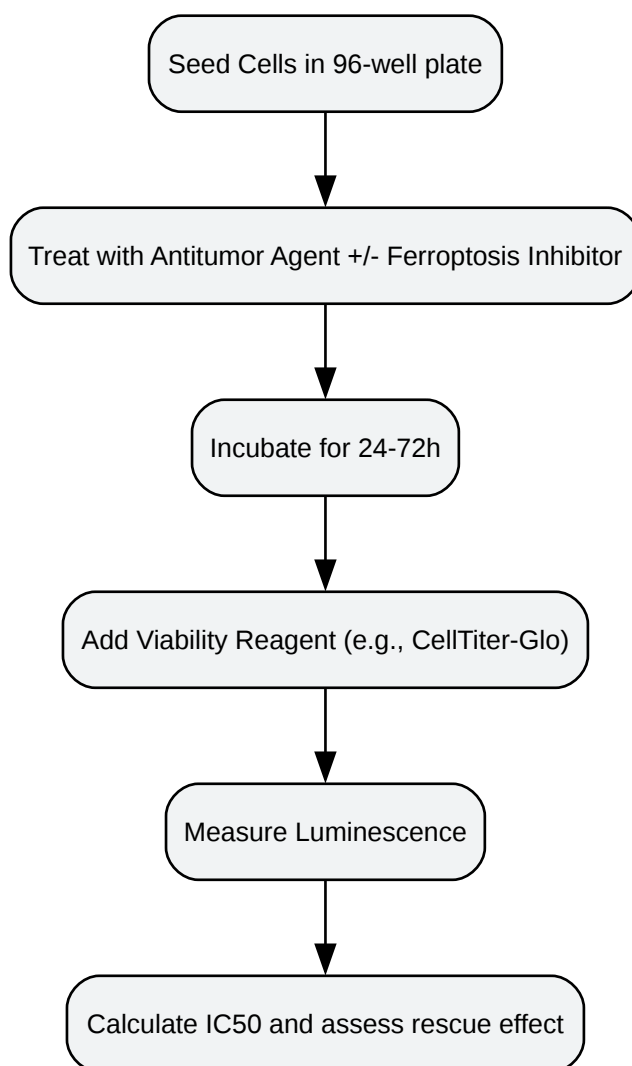 Seed Cells in 96-well plate
Treat with Antitumor Agent +/- Ferroptosis Inhibitor
Incubate for 24-72h
Add Viability Reagent (e.g., CellTiter-Glo)
Measure Luminescence
Calculate IC50 and assess rescue effect